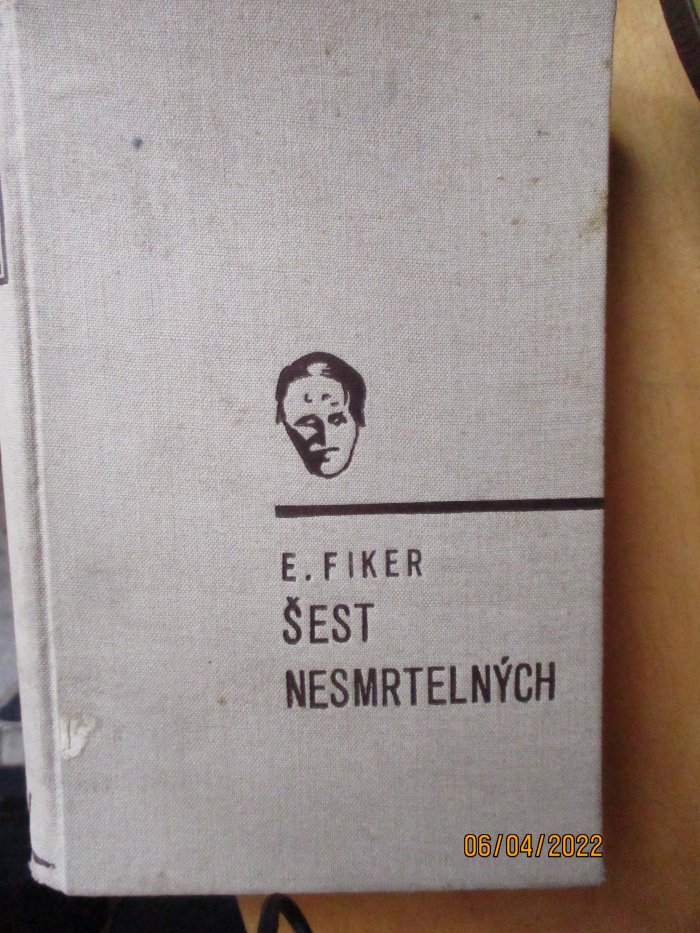 E. FIKER
ŠEST
NESMRTELNÝCH
06/04/2022